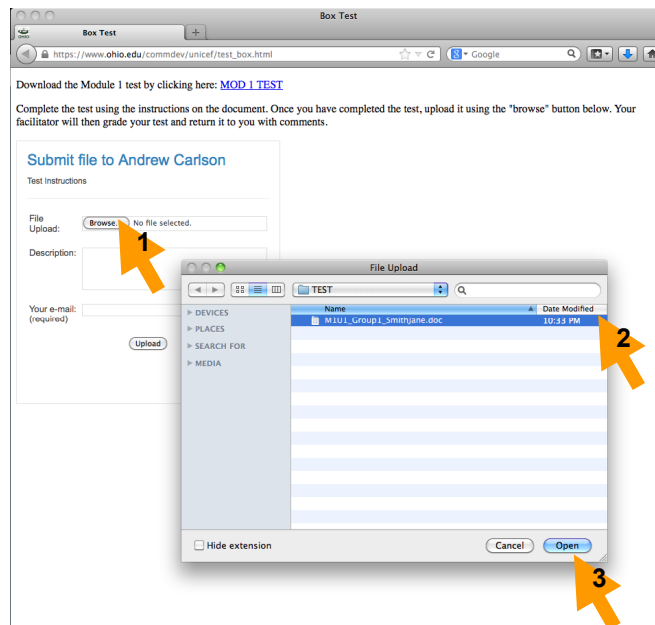 Box Test
OHIO
Box Test
+
https://www.ohio.edu/commdev/unicef/test_box.html
Google
Download the Module 1 test by clicking here: MOD 1 TEST
Complete the test using the instructions on the document. Once you have completed the test, upload it using the "browse" button below. Your
facilitator will then grade your test and return it to you with comments.
Submit file to Andrew Carlson
Test Instructions
File
Upload:
Browse... No file selected.
1
Description:
File Upload
TEST
DEVICES
PLACES
SEARCH FOR
MEDIA
Name
Date Modified
M1U1_Group1_SmithJane.doc
10:33 PM
2
Your e-mail:
(required)
Upload
Hide extension
Cancel
Open
3